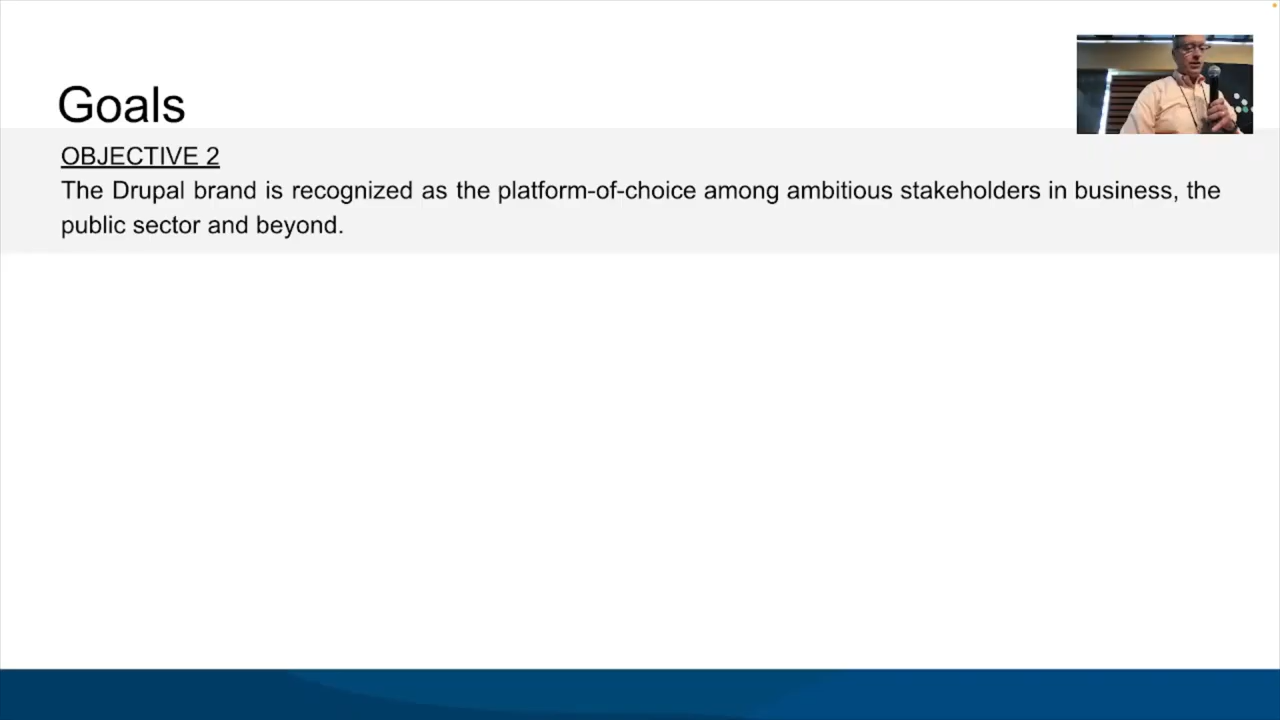 Goals
OBJECTIVE 2
The Drupal brand is recognized as the platform-of-choice among ambitious stakeholders in business, the
public sector and beyond.